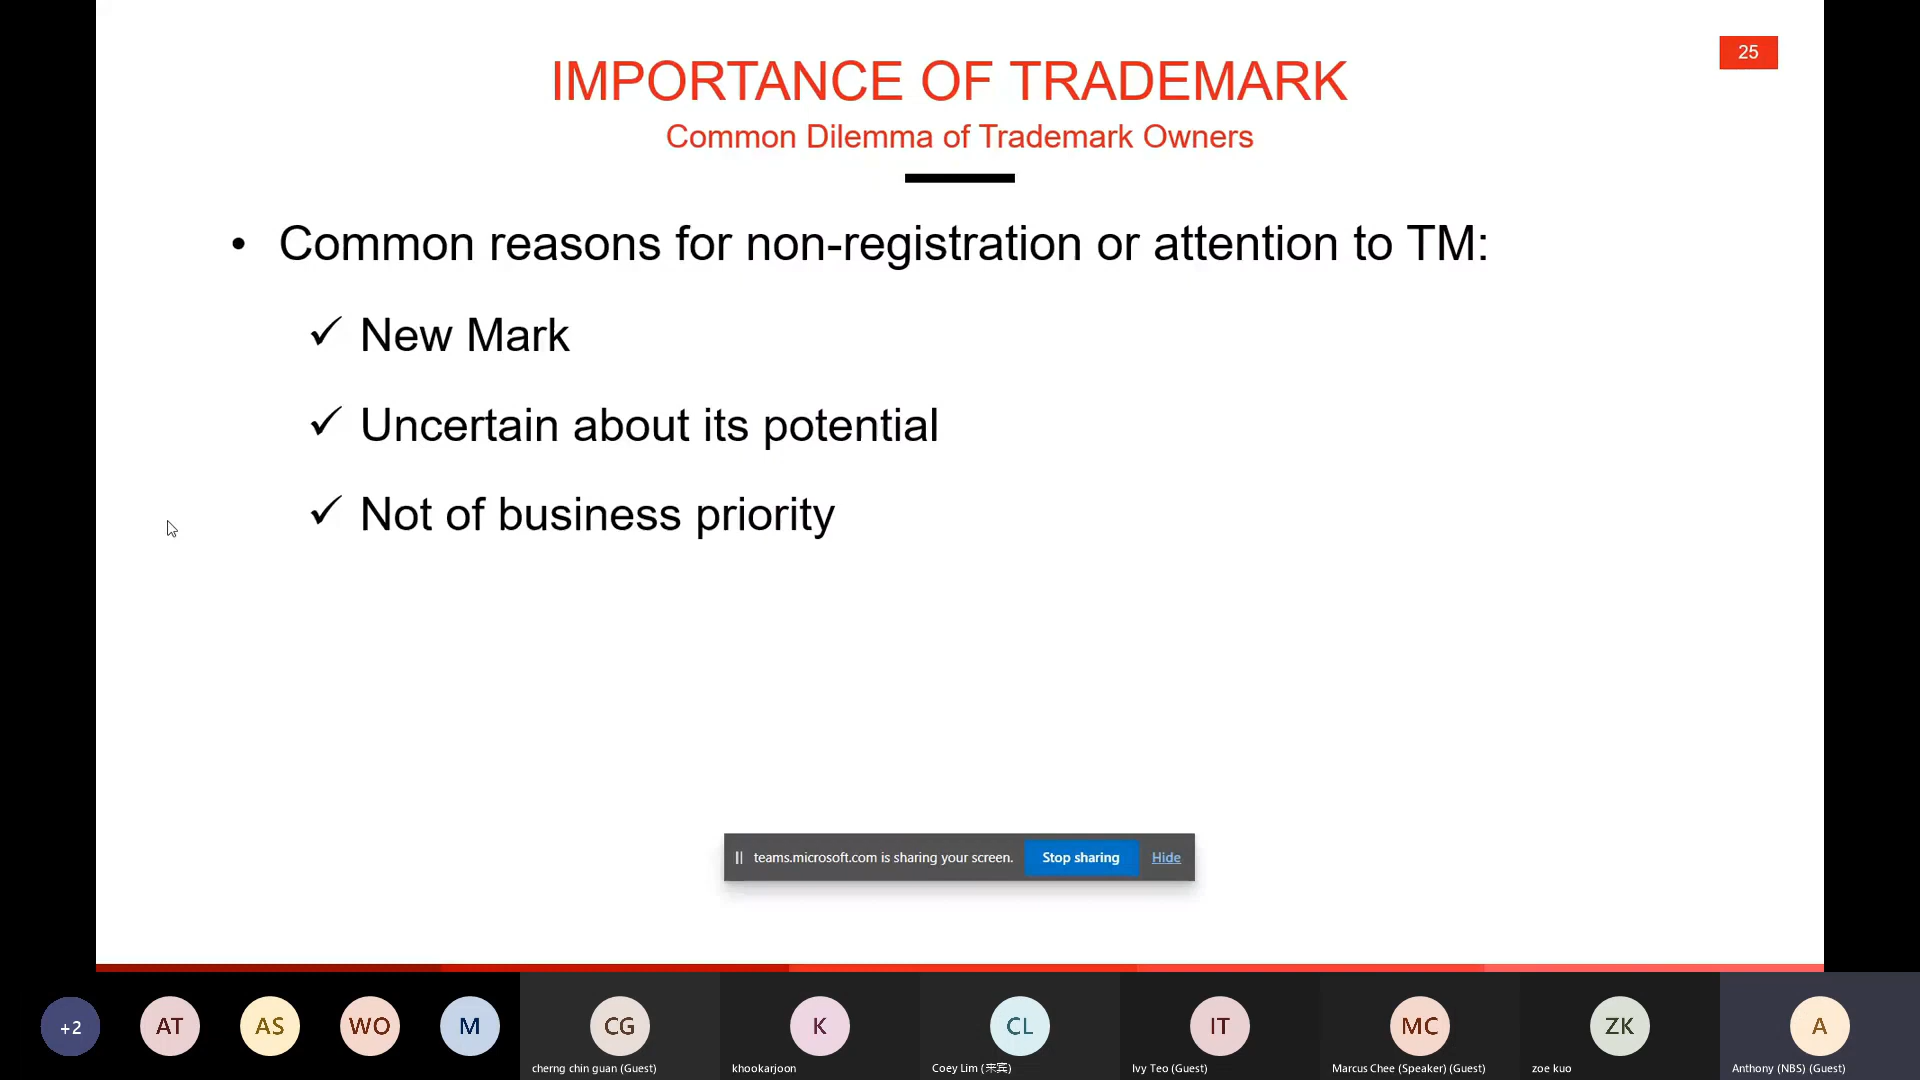 25
IMPORTANCE OF TRADEMARK
Common Dilemma of Trademark Owners
• Common reasons for non-registration or attention to TM:
✓ New Mark
✓ Uncertain about its potential
✓ Not of business priority
teams.microsoft.com is sharing your screen. Stop sharing Hide
+2 AT AS WO M CG K CL IT MC ZK A
cherng chin guan (Guest) khookarjoon Coey Lim (来宾) Ivy Teo (Guest) Marcus Chee (Speaker) (Guest) zoe kuo Anthony (NBS) (Guest)